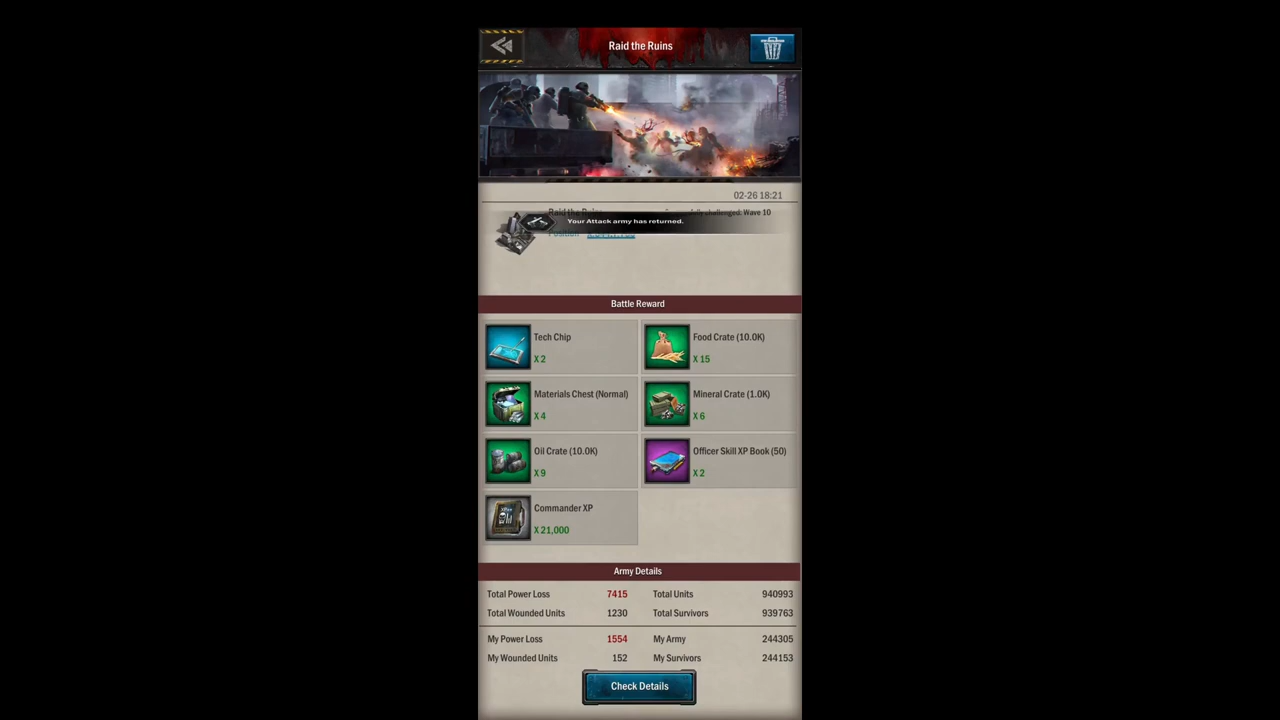 Raid the Ruins
02-26 18:21
Raid the challenged: Wave 10
Your Attack army has returned.
Position
Battle Reward
Tech Chip
X 2
Food Crate (10.0K)
X 15
Materials Chest (Normal)
X 4
Mineral Crate (1.0K)
X 6
Oil Crate (10.0K)
X 9
Officer Skill XP Book (50)
X 2
Commander XP
X 21,000
Army Details
Total Power Loss 7415 Total Units 940993
Total Wounded Units 1230 Total Survivors 939763
My Power Loss 1554 My Army 244305
My Wounded Units 152 My Survivors 244153
Check Details